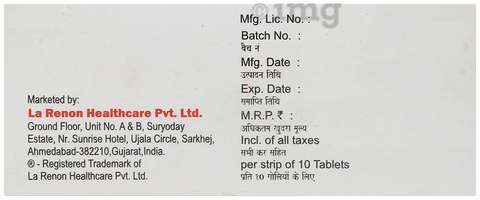 Marketed by:
La Renon Healthcare Pvt. Ltd.
Ground Floor, Unit No. A & B, Suryoday
Estate, Nr. Sunrise Hotel, Ujala Circle, Sarkhej,
Ahmedabad-382210,Gujarat,India.
® - Registered Trademark of
La Renon Healthcare Pvt. Ltd.
Mfg. Lic. No. :
Batch No. :
बैच नं
Mfg. Date :
उत्पादन तिथि
Exp. Date :
समाप्ति तिथि
M.R.P. ₹ :
अधिकतम खुदरा मूल्य
Incl. of all taxes
सभी कर सहित
per strip of 10 Tablets
प्रति १० गोलियों के लिए